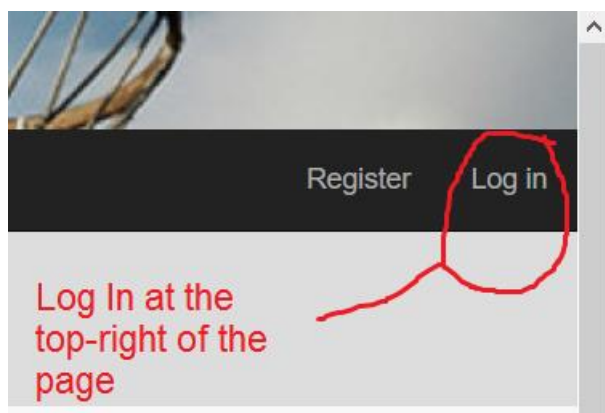 Register Log in
Log In at the
top-right of the
page